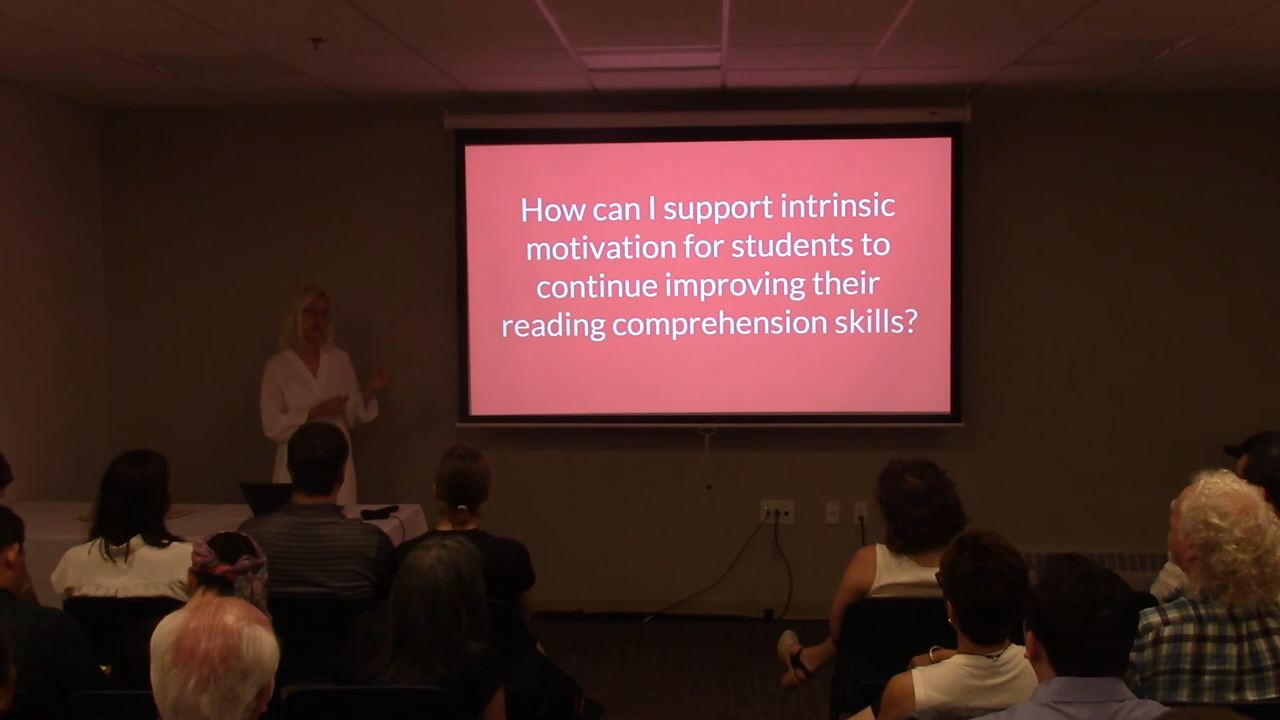 How can I support intrinsic
motivation for students to
continue improving their
reading comprehension skills?